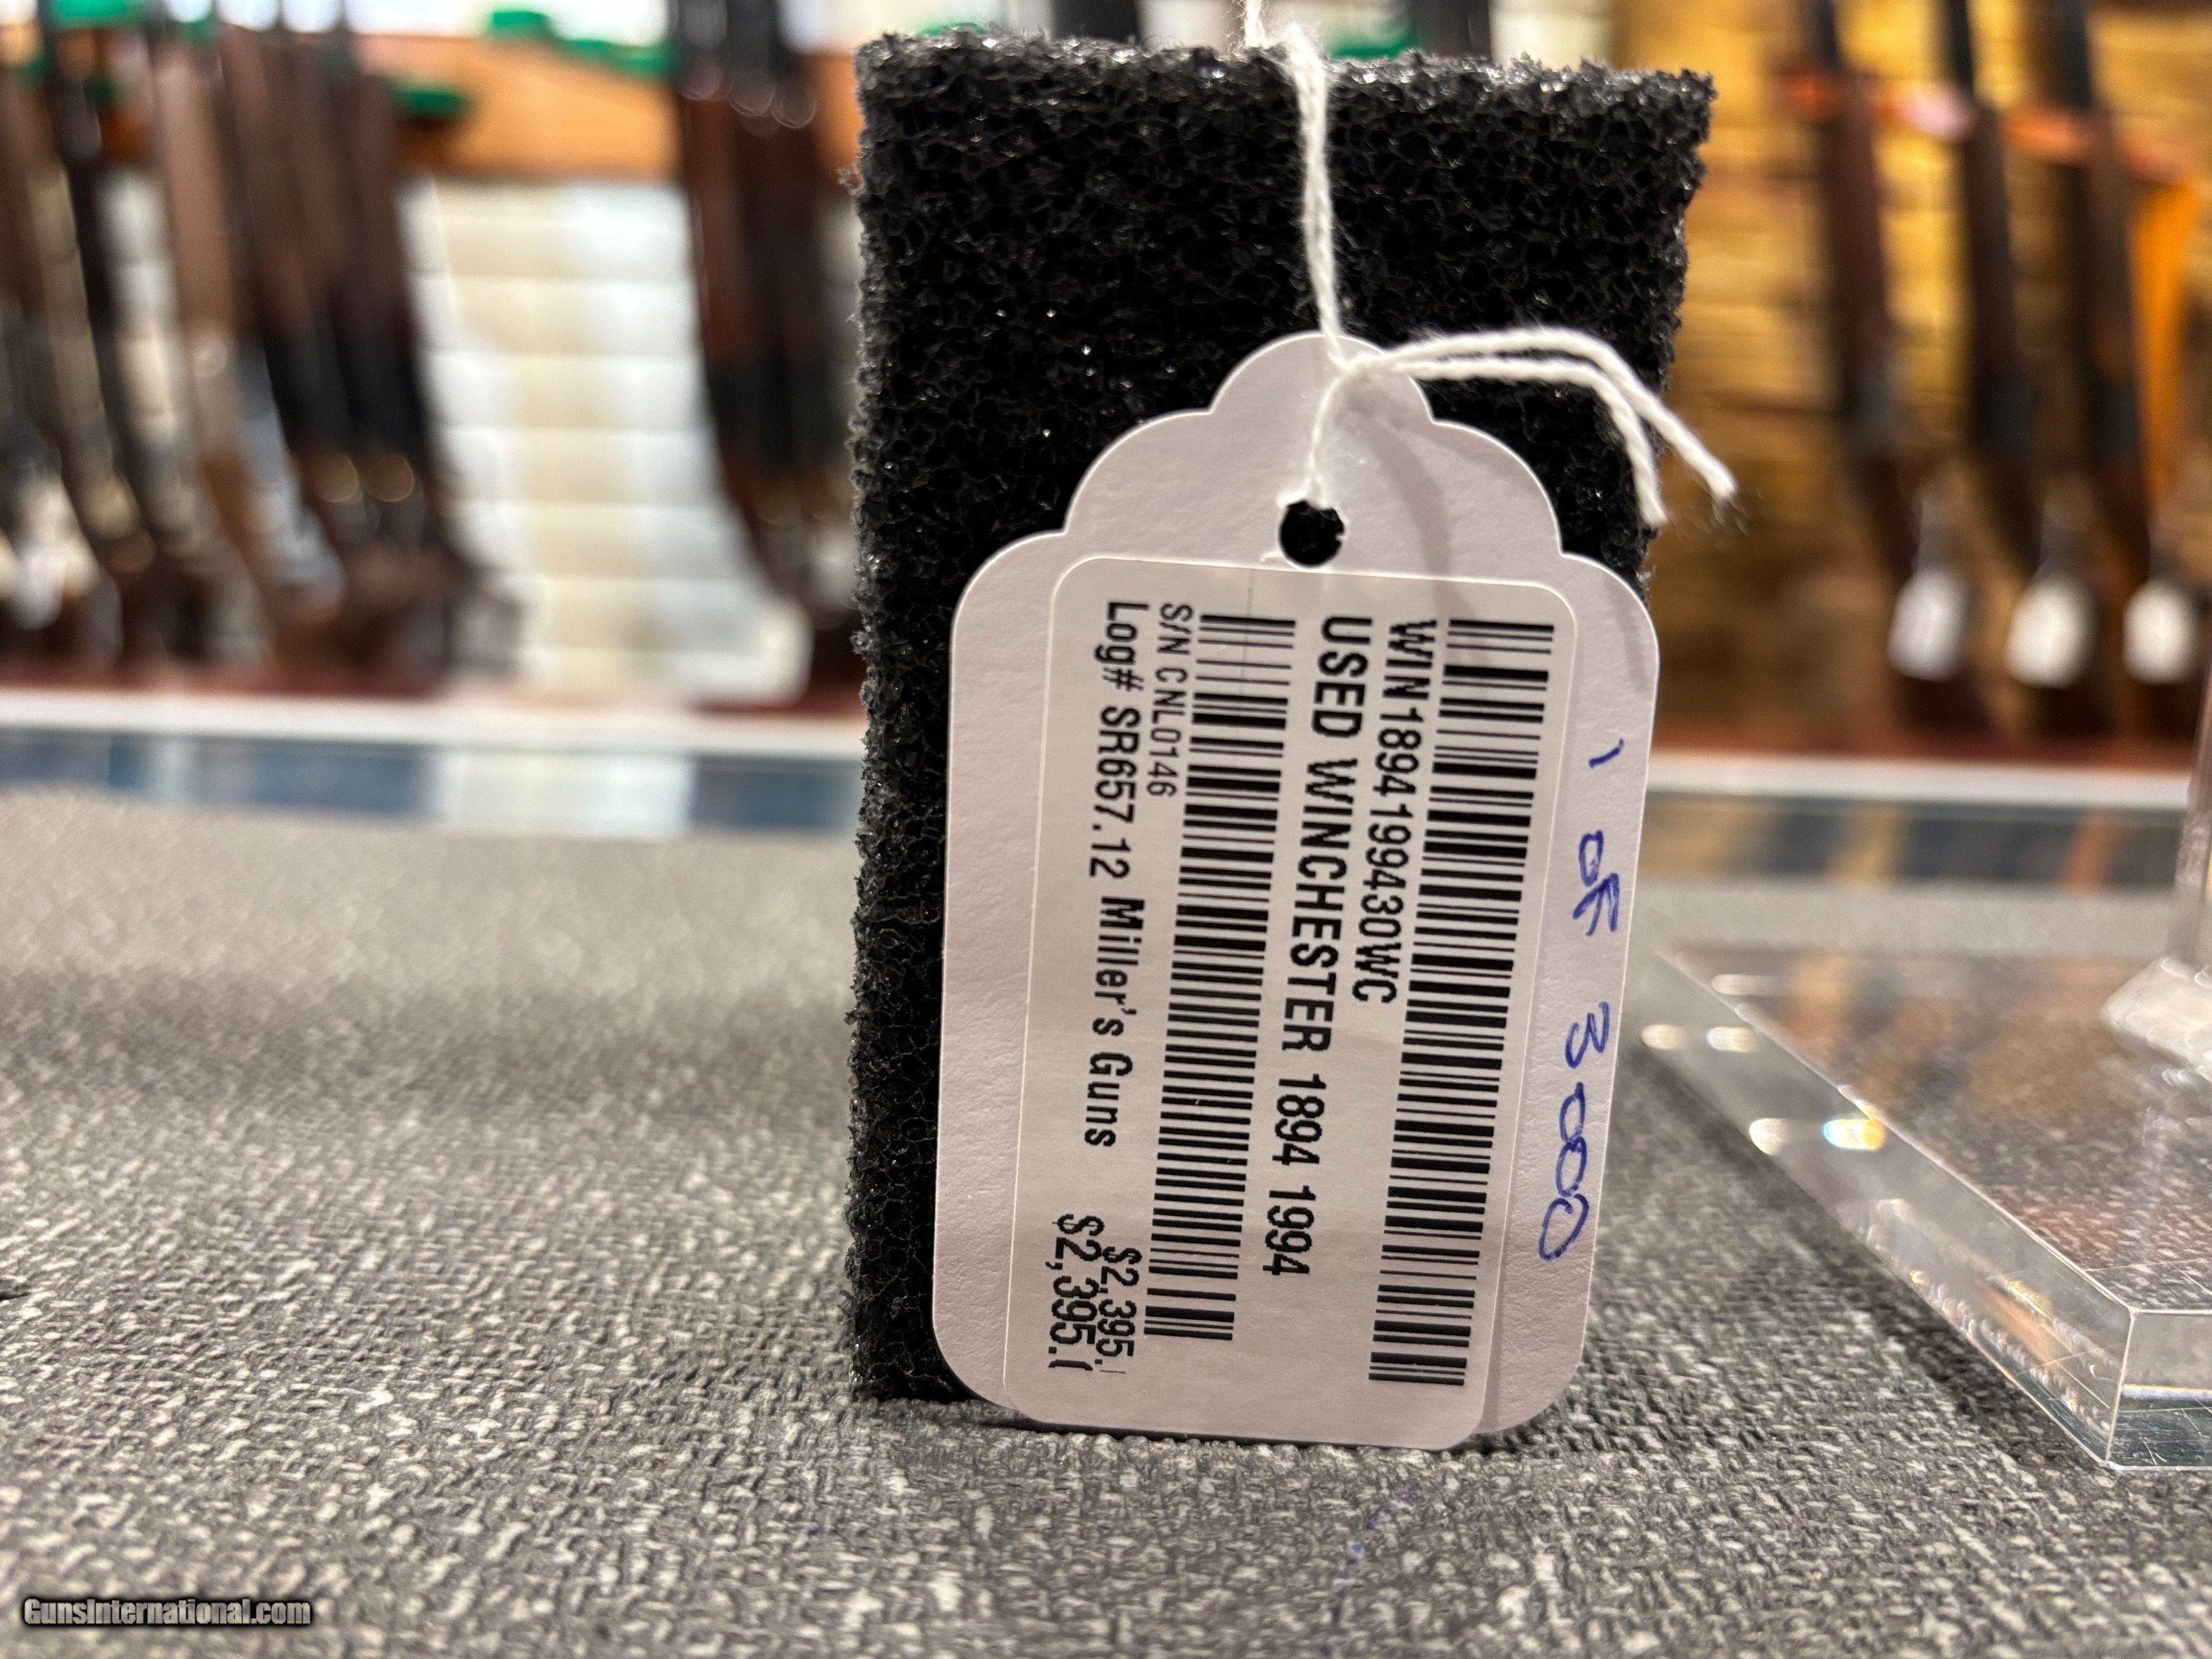 1 OF 3000
WIN1894199430WC
USED WINCHESTER 1894 1994
S/N CNL0146
Log# SR657.12 Miller's Guns
$2,395.
$2,395.
GunsInternational.com